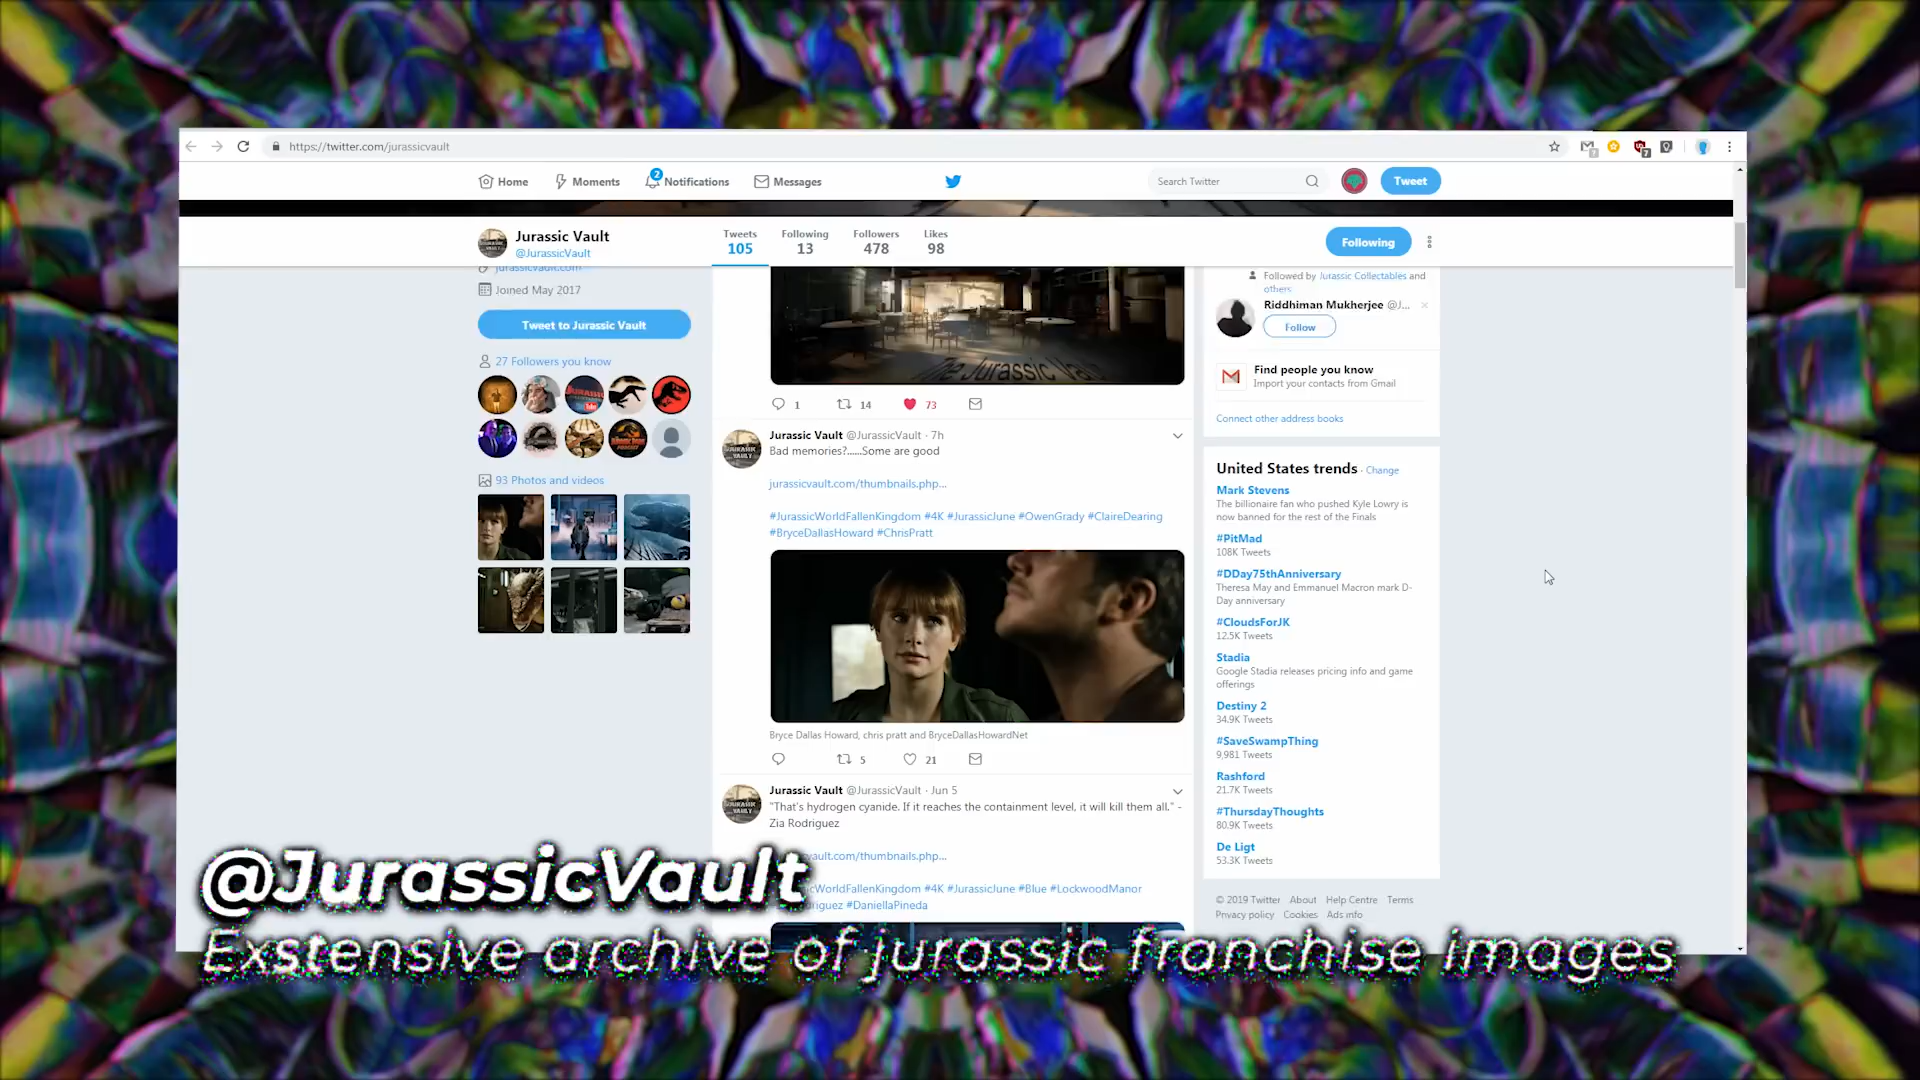 https://twitter.com/jurassicvault
Home
Moments
2
Notifications
Messages
Search Twitter
Tweet
Jurassic Vault
@JurassicVault
Tweets
105
Following
13
Followers
478
Likes
98
Following
jurassicvault.com
Joined May 2017
Tweet to Jurassic Vault
27 Followers you know
93 Photos and videos
The Jurassic Vault
1
14
73
Jurassic Vault @JurassicVault · 7h
Bad memories?......Some are good
jurassicvault.com/thumbnails.php...
#JurassicWorldFallenKingdom #4K #JurassicJune #OwenGrady #ClaireDearing
#BryceDallasHoward #ChrisPratt
Bryce Dallas Howard, chris pratt and BryceDallasHowardNet
5
21
Jurassic Vault @JurassicVault · Jun 5
"That's hydrogen cyanide. If it reaches the containment level, it will kill them all." -
Zia Rodriguez
vault.com/thumbnails.php...
cWorldFallenKingdom #4K #JurassicJune #Blue #LockwoodManor
riguez #DaniellaPineda
Followed by Jurassic Collectables and
others
Riddhiman Mukherjee @J...
Follow
Find people you know
Import your contacts from Gmail
Connect other address books
United States trends · Change
Mark Stevens
The billionaire fan who pushed Kyle Lowry is
now banned for the rest of the Finals
#PitMad
108K Tweets
#DDay75thAnniversary
Theresa May and Emmanuel Macron mark D-
Day anniversary
#CloudsForJK
12.5K Tweets
Stadia
Google Stadia releases pricing info and game
offerings
Destiny 2
34.9K Tweets
#SaveSwampThing
9,981 Tweets
Rashford
21.7K Tweets
#ThursdayThoughts
80.9K Tweets
De Ligt
53.3K Tweets
© 2019 Twitter About Help Centre Terms
Privacy policy Cookies Ads info
@JurassicVault
Exstensive archive of jurassic franchise images